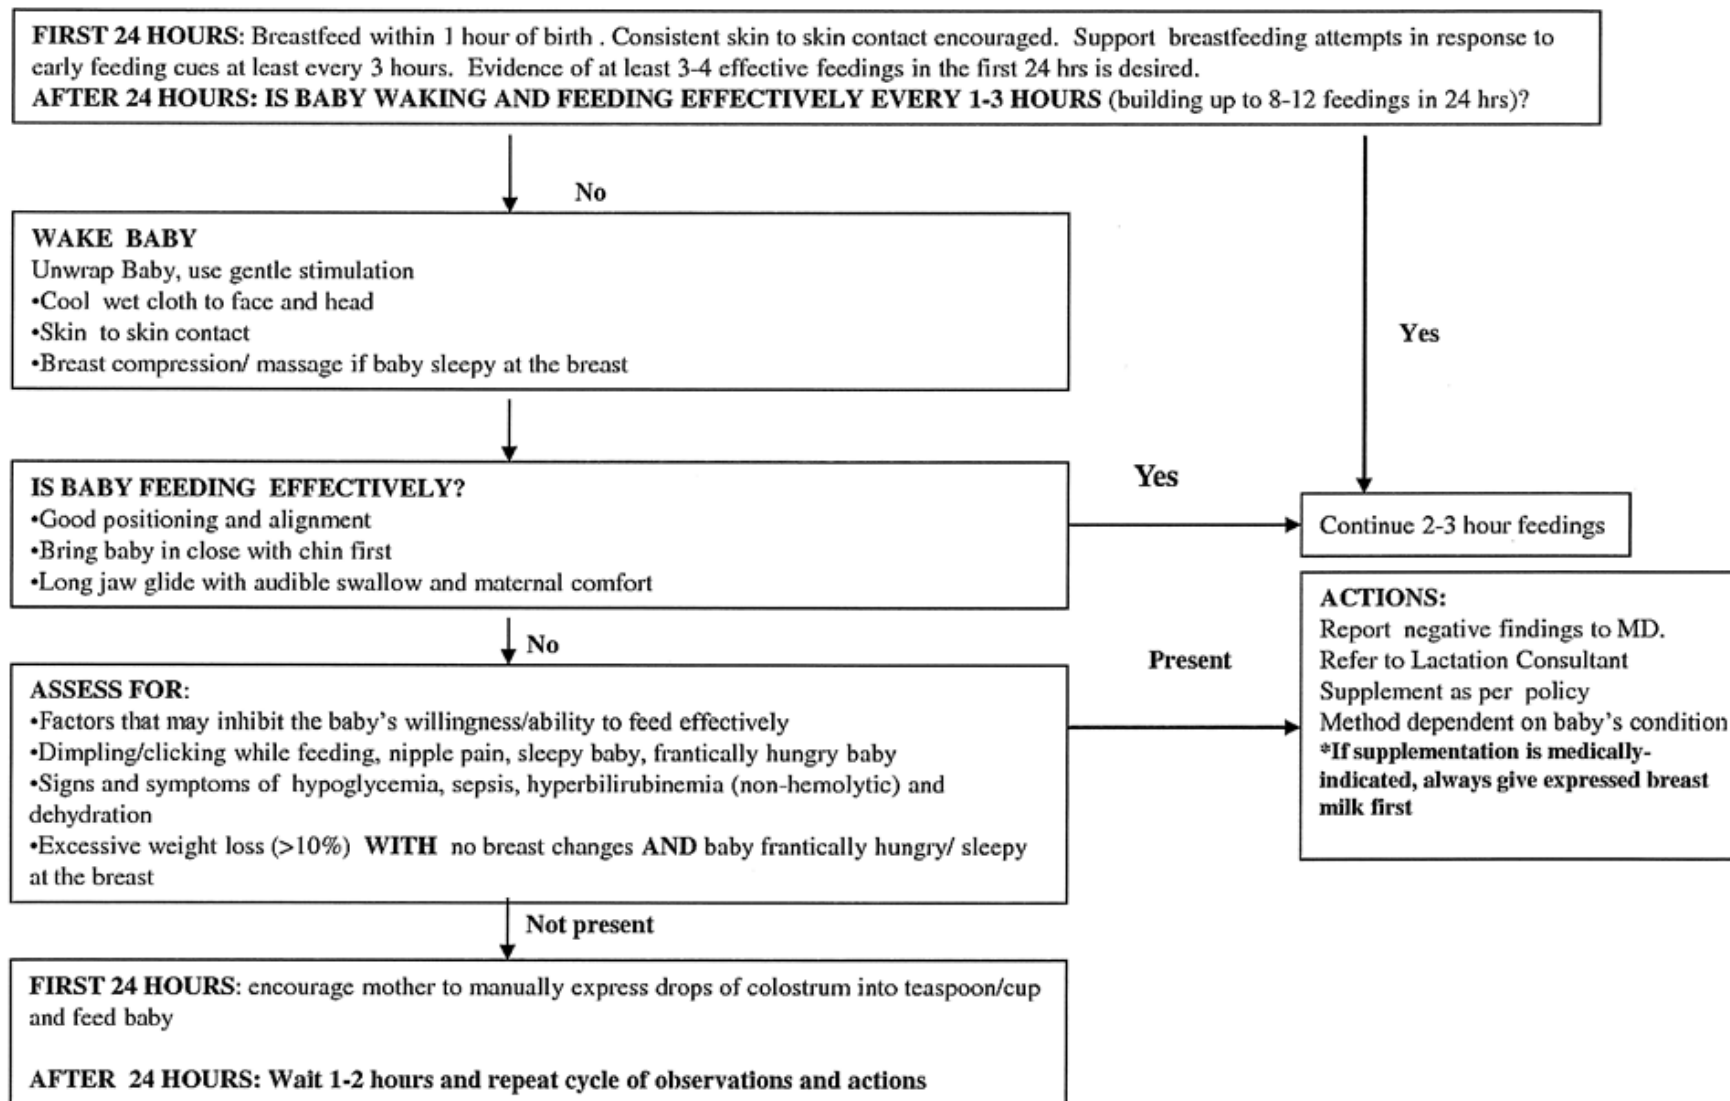 FIRST 24 HOURS: Breastfeed within 1 hour of birth . Consistent skin to skin contact encouraged. Support breastfeeding attempts in response to
early feeding cues at least every 3 hours. Evidence of at least 3-4 effective feedings in the first 24 hrs is desired.
AFTER 24 HOURS: IS BABY WAKING AND FEEDING EFFECTIVELY EVERY 1-3 HOURS (building up to 8-12 feedings in 24 hrs)?
No
Yes
WAKE BABY
Unwrap Baby, use gentle stimulation
•Cool wet cloth to face and head
•Skin to skin contact
•Breast compression/ massage if baby sleepy at the breast
IS BABY FEEDING EFFECTIVELY?
•Good positioning and alignment
•Bring baby in close with chin first
•Long jaw glide with audible swallow and maternal comfort
Yes
Continue 2-3 hour feedings
No
ASSESS FOR:
•Factors that may inhibit the baby's willingness/ability to feed effectively
•Dimpling/clicking while feeding, nipple pain, sleepy baby, frantically hungry baby
•Signs and symptoms of hypoglycemia, sepsis, hyperbilirubinemia (non-hemolytic) and
dehydration
•Excessive weight loss (>10%) WITH no breast changes AND baby frantically hungry/ sleepy
at the breast
Present
ACTIONS:
Report negative findings to MD.
Refer to Lactation Consultant
Supplement as per policy
Method dependent on baby's condition
*If supplementation is medically-
indicated, always give expressed breast
milk first
Not present
FIRST 24 HOURS: encourage mother to manually express drops of colostrum into teaspoon/cup
and feed baby
AFTER 24 HOURS: Wait 1-2 hours and repeat cycle of observations and actions